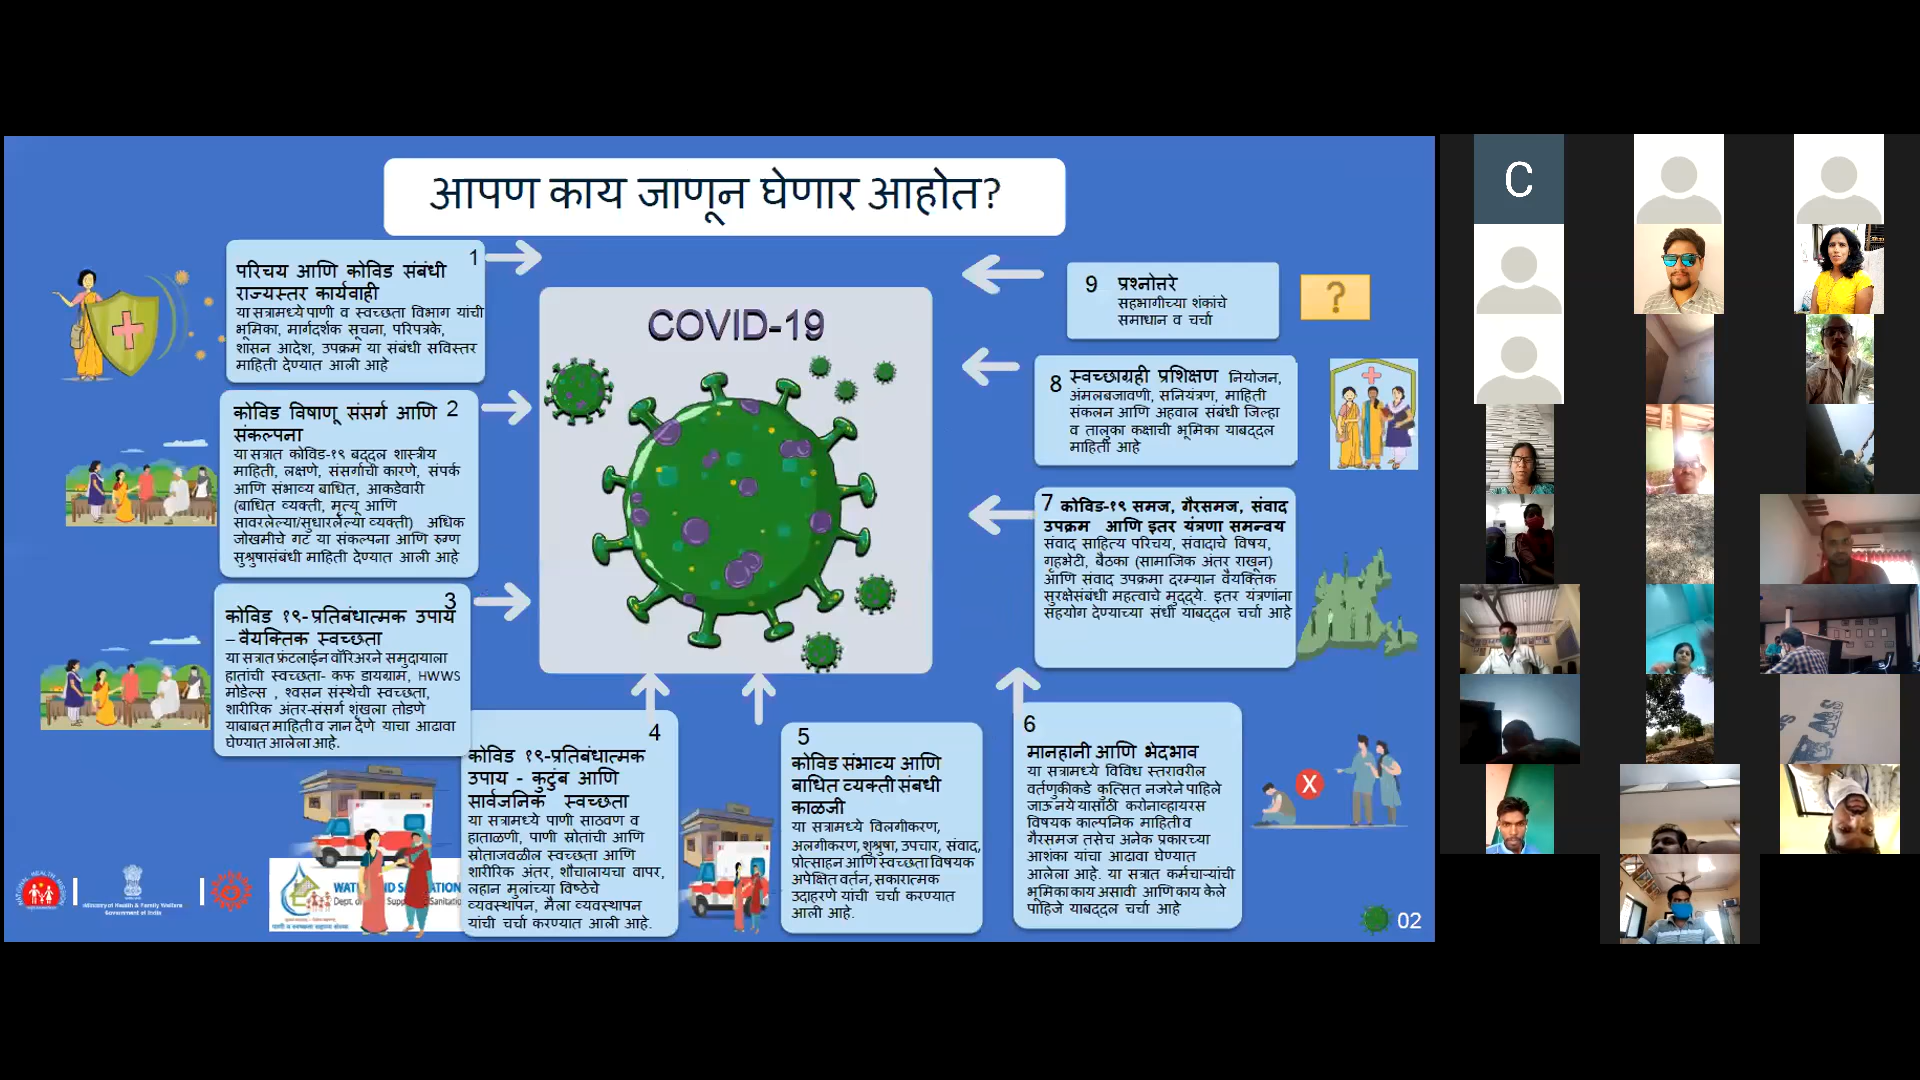 आपण काय जाणून घेणार आहोत?
1
परिचय आणि कोविड संबंधी
राज्यस्तर कार्यवाही
या सत्रामध्ये पाणी व स्वच्छता विभाग यांची
भूमिका, मार्गदर्शक सूचना, परिपत्रके,
शासन आदेश, उपक्रम या संबंधी सविस्तर
माहिती देण्यात आली आहे
कोविड विषाणू संसर्ग आणि 2
संकल्पना
या सत्रात कोविड-१९ बद्दल शास्त्रीय
माहिती, लक्षणे, संसर्गाची कारणे, संपर्क
आणि संभाव्य बाधित, आकडेवारी
(बाधित व्यक्ती, मृत्यू आणि
सावरलेल्या/सुधारलेल्या व्यक्ती) अधिक
जोखमीचे गट या संकल्पना आणि रुग्ण
सुश्रुषासंबंधी माहिती देण्यात आली आहे
3
कोविड १९-प्रतिबंधात्मक उपाय
– वैयक्तिक स्वच्छता
या सत्रात फ्रंटलाईन वॉरिअरने समुदायाला
हातांची स्वच्छता- कफ डायग्राम, HWWS
मोडेल्स , श्वसन संस्थेची स्वच्छता,
शारीरिक अंतर-संसर्ग शृंखला तोडणे
याबाबत माहिती व ज्ञान देणे याचा आढावा
घेण्यात आलेला आहे.
4
कोविड १९-प्रतिबंधात्मक
उपाय - कुटुंब आणि
सार्वजनिक स्वच्छता
या सत्रामध्ये पाणी साठवण व
हाताळणी, पाणी स्रोतांची आणि
स्रोताजवळील स्वच्छता आणि
शारीरिक अंतर, शौचालयाचा वापर,
लहान मुलांच्या विष्ठेचे
व्यवस्थापन, मैला व्यवस्थापन
यांची चर्चा करण्यात आली आहे.
5
कोविड संभाव्य आणि
बाधित व्यक्ती संबधी
काळजी
या सत्रामध्ये विलगीकरण,
अलगीकरण, शुश्रुषा, उपचार, संवाद,
प्रोत्साहन आणि स्वच्छता विषयक
अपेक्षित वर्तन, सकारात्मक
उदाहरणे यांची चर्चा करण्यात
आली आहे.
6
मानहानी आणि भेदभाव
या सत्रामध्ये विविध स्तरावरील
वर्तणुकीकडे कुत्सित नजरेने पाहिले
जाऊ नये यासाठी करोनाव्हायरस
विषयक काल्पनिक माहिती व
गैरसमज तसेच अनेक प्रकारच्या
आशंका यांचा आढावा घेण्यात
आलेला आहे. या सत्रात कर्मचाऱ्यांची
भूमिका काय असावी आणि काय केले
पाहिजे याबद्दल चर्चा आहे
7 कोविड-१९ समज, गैरसमज, संवाद
उपक्रम आणि इतर यंत्रणा समन्वय
संवाद साहित्य परिचय, संवादाचे विषय,
गृहभेटी, बैठका (सामाजिक अंतर राखून)
आणि संवाद उपक्रमा दरम्यान वैयक्तिक
सुरक्षेसंबंधी महत्वाचे मुद्द्ये. इतर यंत्रणांना
सहयोग देण्याच्या संधी याबद्दल चर्चा आहे
8 स्वच्छाग्रही प्रशिक्षण नियोजन,
अंमलबजावणी, सनियंत्रण, माहिती
संकलन आणि अहवाल संबंधी जिल्हा
व तालुका कक्षाची भूमिका याबद्दल
माहिती आहे
9 प्रश्नोत्तरे
सहभागीच्या शंकांचे
समाधान व चर्चा
?
COVID-19
X
Ministry of Health & Family Welfare
Government of India
02
C